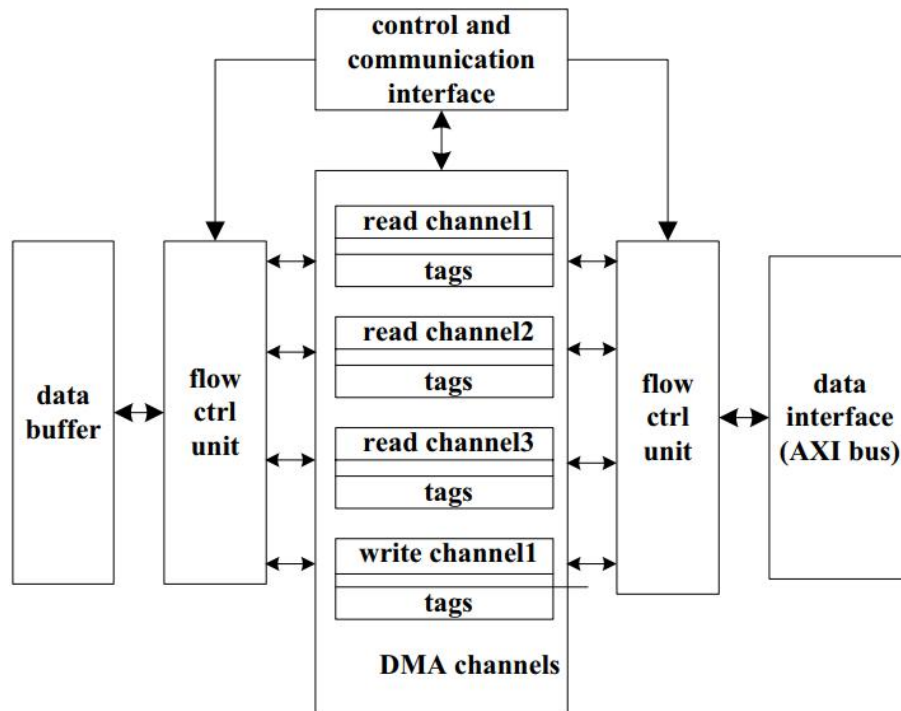 control and
communication
interface
read channel1
tags
read channel2
tags
read channel3
tags
write channel1
tags
DMA channels
data
buffer
flow
ctrl
unit
flow
ctrl
unit
data
interface
(AXI bus)